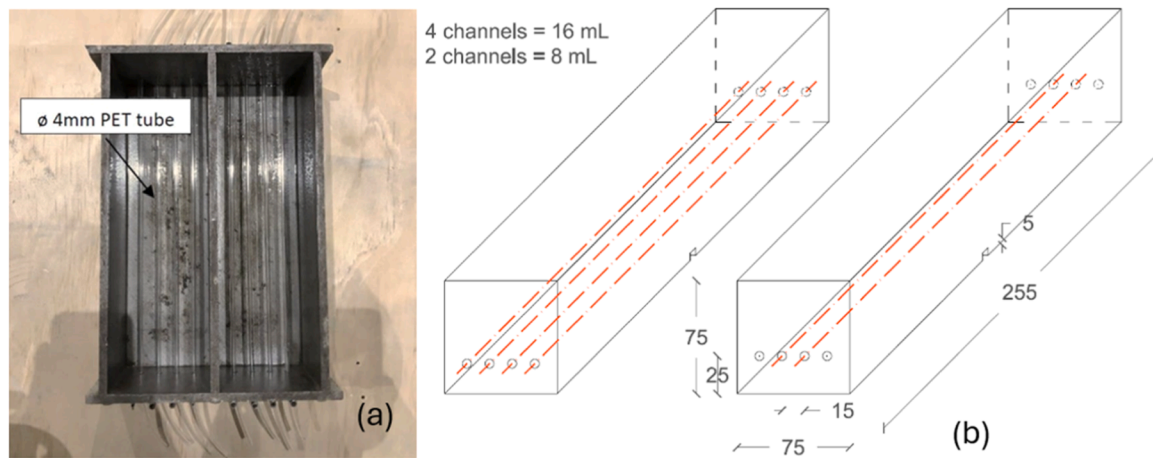 4 channels = 16 mL
2 channels = 8 mL
ø 4mm PET tube
(a)
75
25
15
75
5
255
(b)